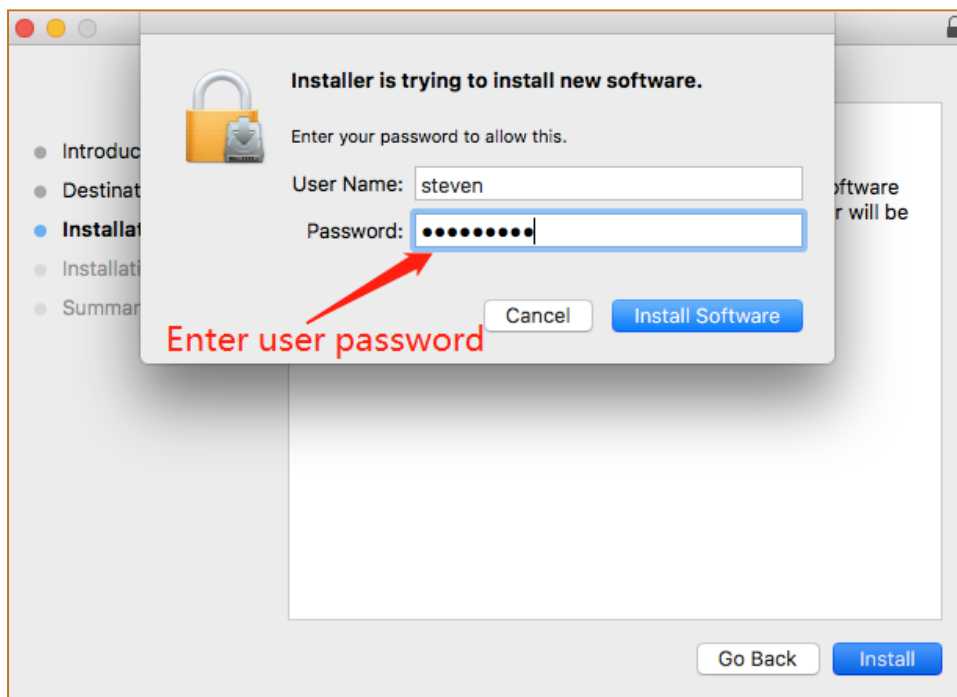 Installer is trying to install new software.
Enter your password to allow this.
User Name: steven
Password: •••••••••
Cancel
Install Software
Enter user password
Introduc
Destinat
Installat
Installati
Summar
oftware
r will be
Go Back
Install